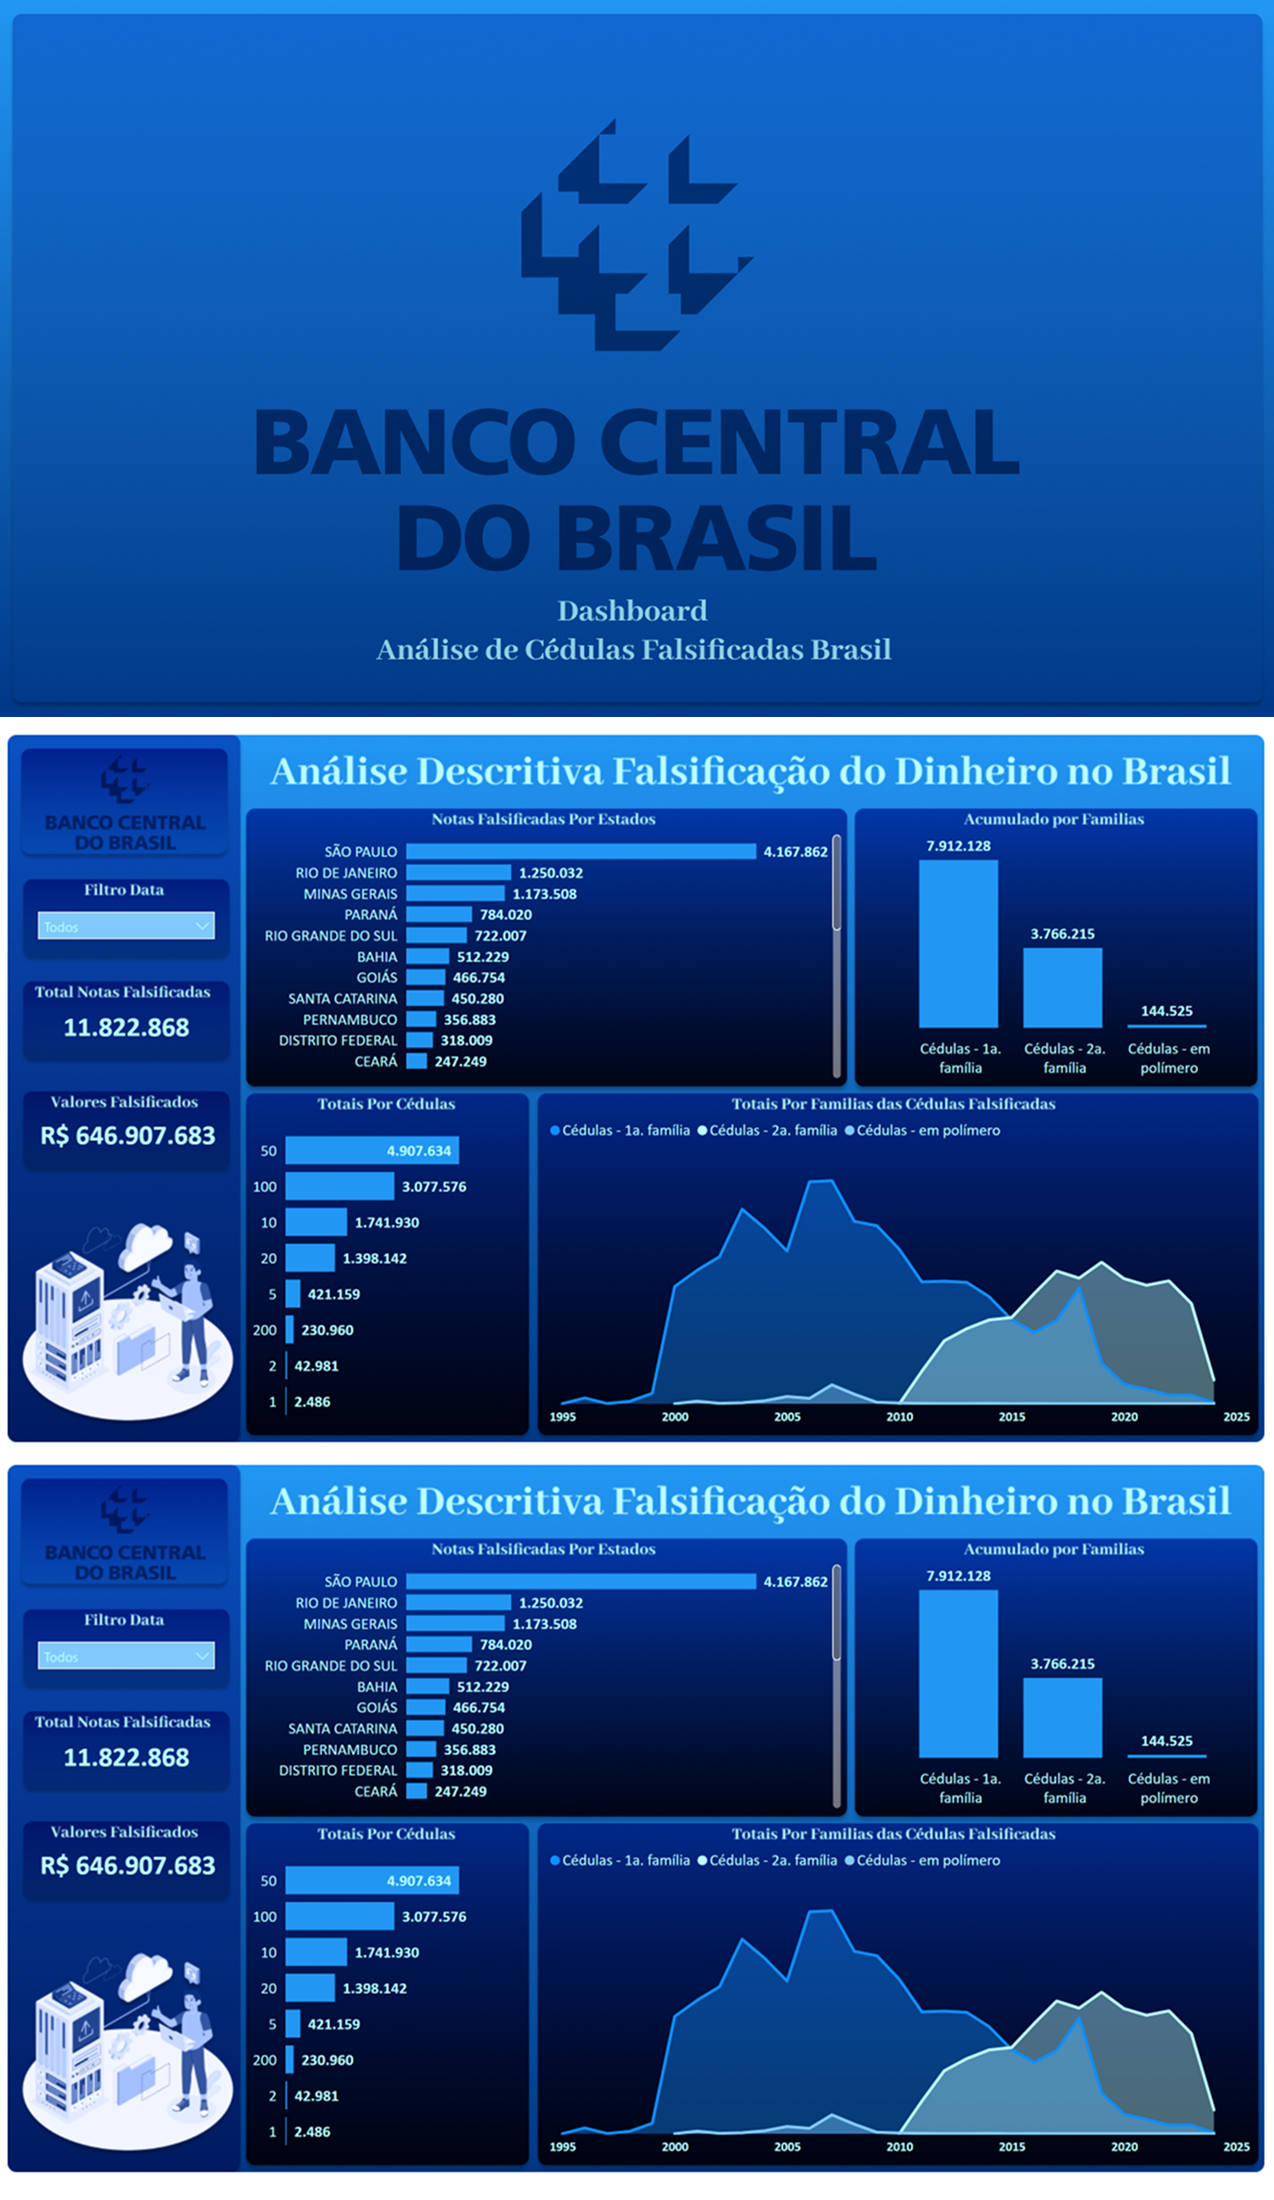 BANCO CENTRAL
DO BRASIL
Dashboard
Análise de Cédulas Falsificadas Brasil
BANCO CENTRAL
DO BRASIL
Filtro Data
Todos
Total Notas Falsificadas
11.822.868
Valores Falsificados
R$ 646.907.683
Análise Descritiva Falsificação do Dinheiro no Brasil
Notas Falsificadas Por Estados
SÃO PAULO 4.167.862
RIO DE JANEIRO 1.250.032
MINAS GERAIS 1.173.508
PARANÁ 784.020
RIO GRANDE DO SUL 722.007
BAHIA 512.229
GOIÁS 466.754
SANTA CATARINA 450.280
PERNAMBUCO 356.883
DISTRITO FEDERAL 318.009
CEARÁ 247.249
Acumulado por Familias
7.912.128
3.766.215
144.525
Cédulas - 1a. família
Cédulas - 2a. família
Cédulas - em polímero
Totais Por Cédulas
50 4.907.634
100 3.077.576
10 1.741.930
20 1.398.142
5 421.159
200 230.960
2 42.981
1 2.486
Totais Por Familias das Cédulas Falsificadas
Cédulas - 1a. família Cédulas - 2a. família Cédulas - em polímero
1995 2000 2005 2010 2015 2020 2025
BANCO CENTRAL
DO BRASIL
Filtro Data
Todos
Total Notas Falsificadas
11.822.868
Valores Falsificados
R$ 646.907.683
Análise Descritiva Falsificação do Dinheiro no Brasil
Notas Falsificadas Por Estados
SÃO PAULO 4.167.862
RIO DE JANEIRO 1.250.032
MINAS GERAIS 1.173.508
PARANÁ 784.020
RIO GRANDE DO SUL 722.007
BAHIA 512.229
GOIÁS 466.754
SANTA CATARINA 450.280
PERNAMBUCO 356.883
DISTRITO FEDERAL 318.009
CEARÁ 247.249
Acumulado por Familias
7.912.128
3.766.215
144.525
Cédulas - 1a. família
Cédulas - 2a. família
Cédulas - em polímero
Totais Por Cédulas
50 4.907.634
100 3.077.576
10 1.741.930
20 1.398.142
5 421.159
200 230.960
2 42.981
1 2.486
Totais Por Familias das Cédulas Falsificadas
Cédulas - 1a. família Cédulas - 2a. família Cédulas - em polímero
1995 2000 2005 2010 2015 2020 2025